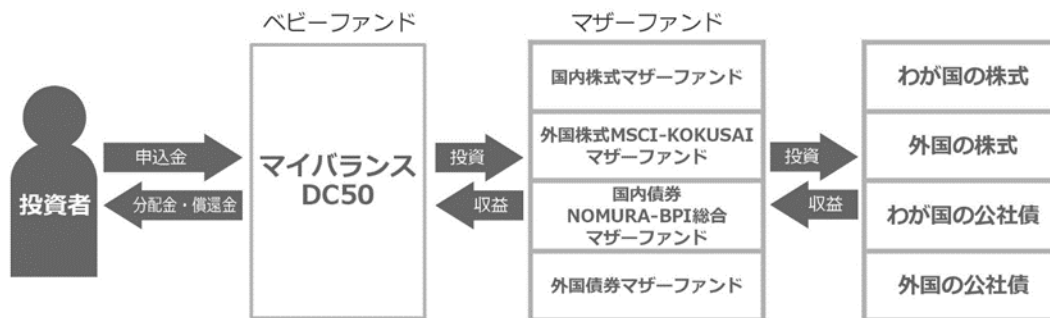 ベビーファンド
マザーファンド
投資者
申込金
分配金・償還金
マイバランス
DC50
投資
収益
国内株式マザーファンド
外国株式MSCI-KOKUSAI
マザーファンド
国内債券
NOMURA-BPI総合
マザーファンド
外国債券マザーファンド
投資
収益
わが国の株式
外国の株式
わが国の公社債
外国の公社債